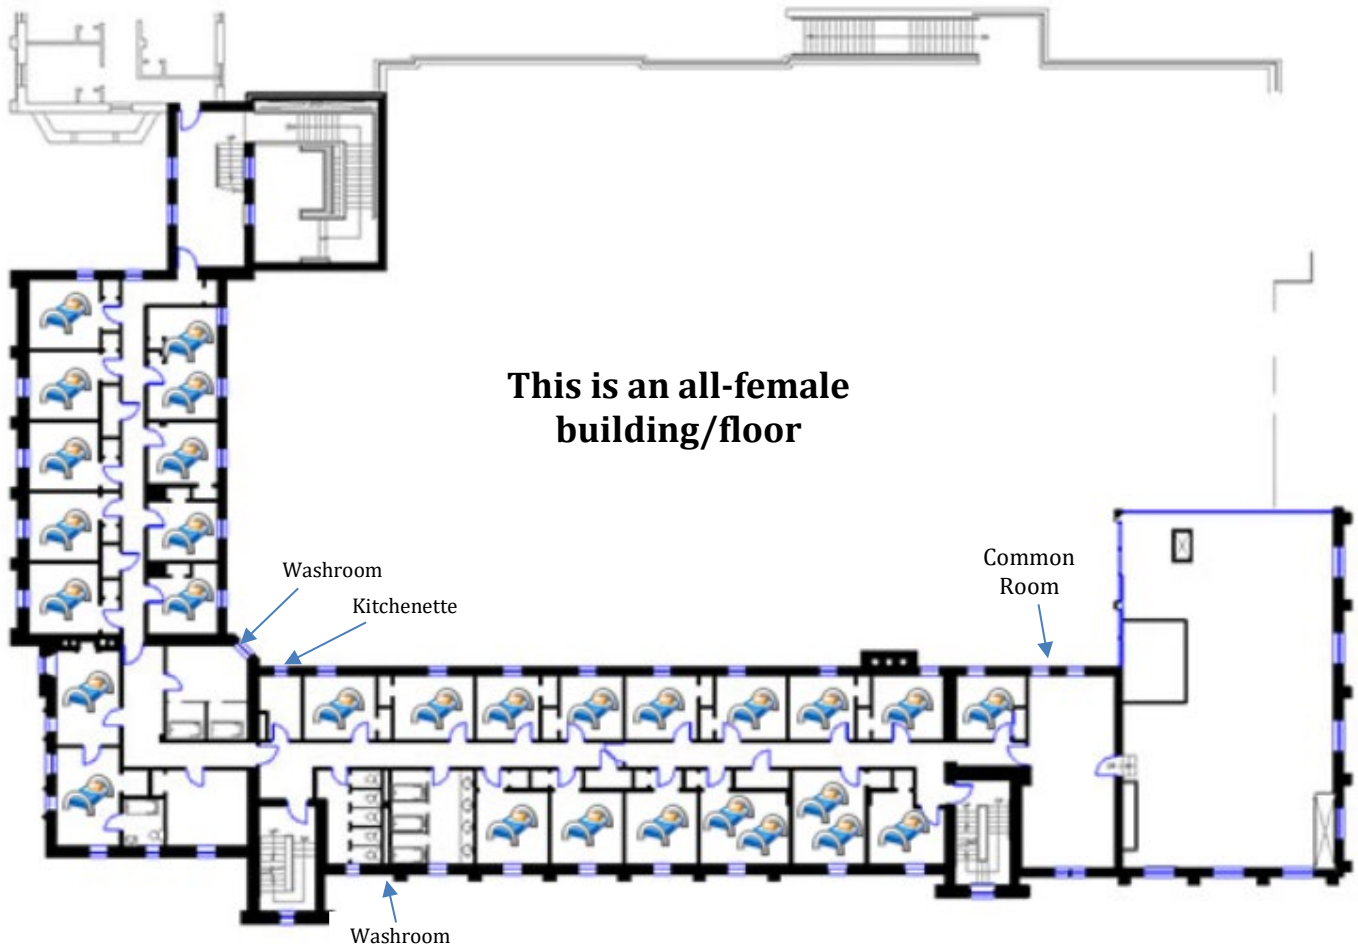 This is an all-female
building/floor
Washroom
Kitchenette
Common
Room
Washroom